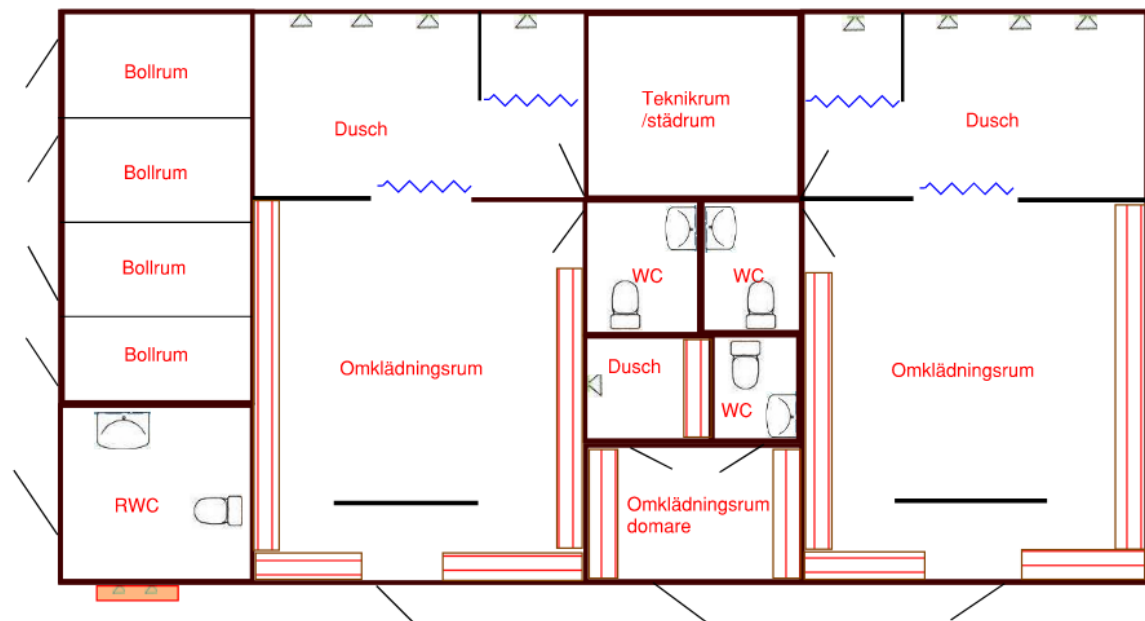 Bollrum
Dusch
Teknikrum
/städrum
Dusch
Bollrum
Bollrum
Bollrum
WC
WC
Omklädningsrum
Dusch
WC
Omklädningsrum
RWC
Omklädningsrum
domare